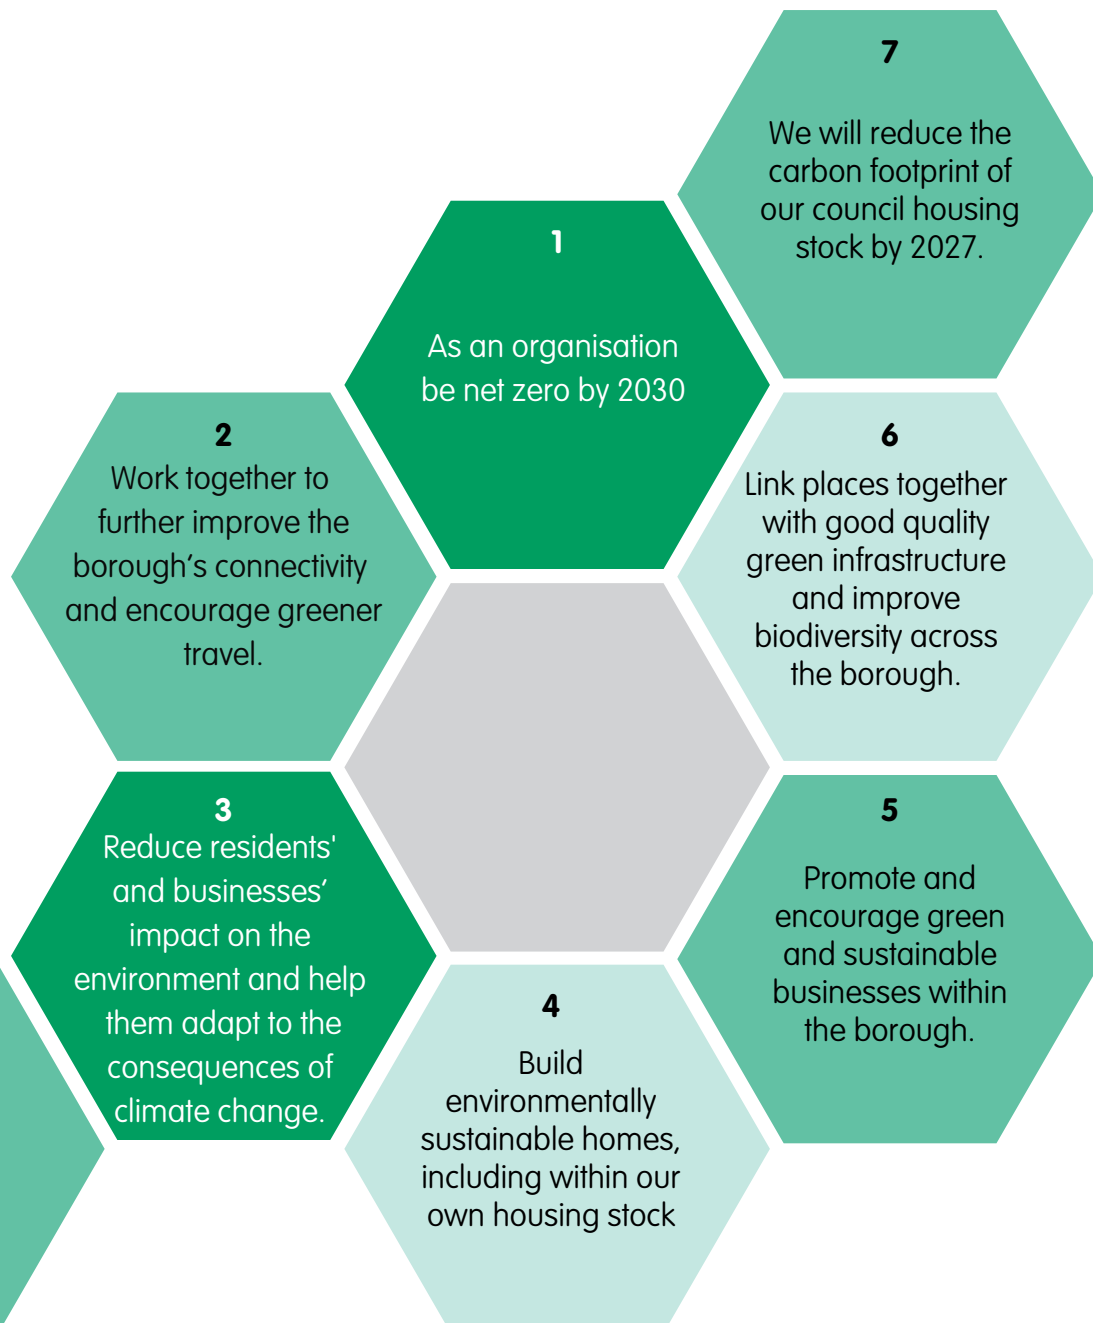 1
As an organisation
be net zero by 2030
2
Work together to
further improve the
borough’s connectivity
and encourage greener
travel.
3
Reduce residents'
and businesses’
impact on the
environment and help
them adapt to the
consequences of
climate change.
4
Build
environmentally
sustainable homes,
including within our
own housing stock
5
Promote and
encourage green
and sustainable
businesses within
the borough.
6
Link places together
with good quality
green infrastructure
and improve
biodiversity across
the borough.
7
We will reduce the
carbon footprint of
our council housing
stock by 2027.